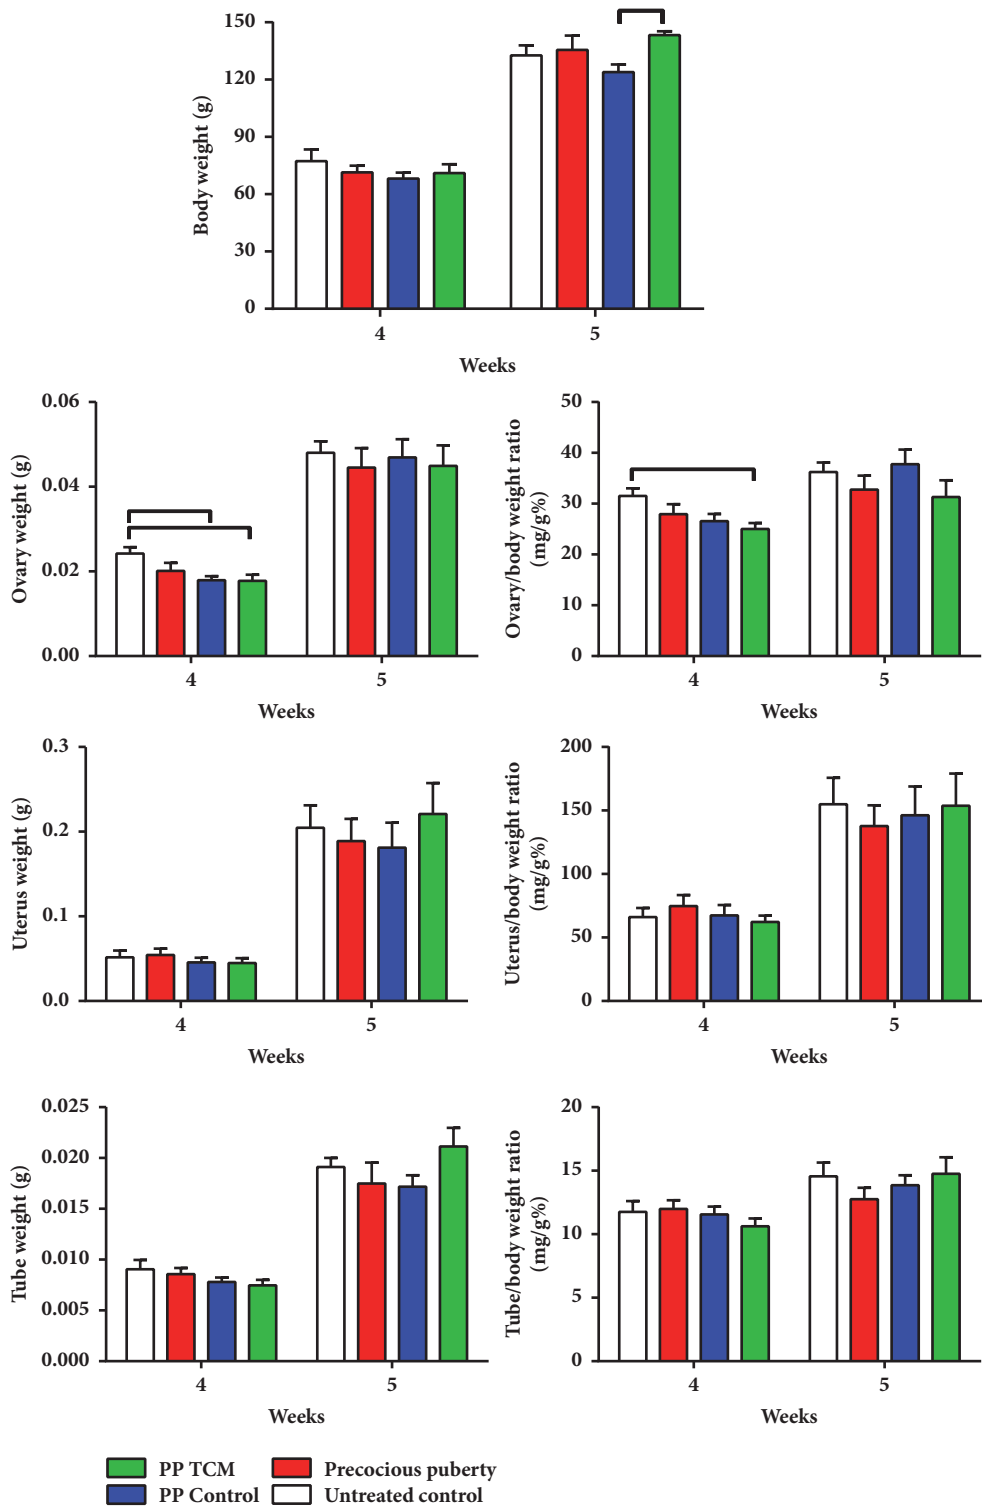 150
120
90
60
30
0
Body weight (g)
4
5
Weeks
0.06
0.04
0.02
0.00
Ovary weight (g)
4
5
Weeks
50
40
30
20
10
0
Ovary/body weight ratio
(mg/g%)
4
5
Weeks
0.3
0.2
0.1
0.0
Uterus weight (g)
4
5
Weeks
200
150
100
50
0
Uterus/body weight ratio
(mg/g%)
4
5
Weeks
0.025
0.020
0.015
0.010
0.005
0.000
Tube weight (g)
4
5
Weeks
20
15
10
5
0
Tube/body weight ratio
(mg/g%)
4
5
Weeks
PP TCM
Precocious puberty
PP Control
Untreated control